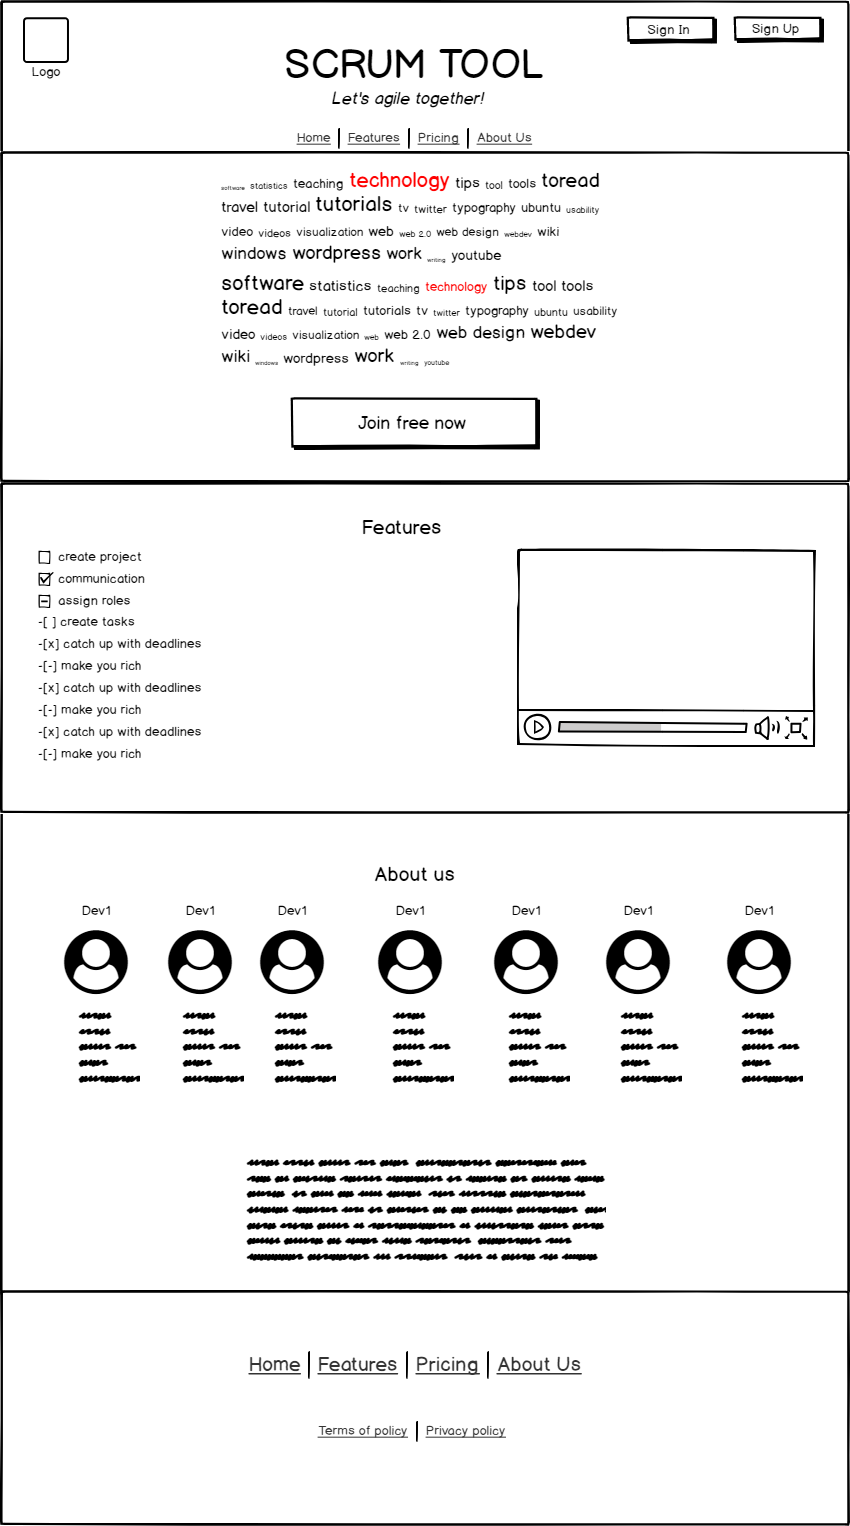 Sign In
Sign Up
Logo
SCRUM TOOL
Let's agile together!
Home Features Pricing About Us
software statistics teaching technology tips tool tools toread
travel tutorial tutorials tv twitter typography ubuntu usability
video videos visualization web web 2.0 web design webdev wiki
windows wordpress work writing youtube
software statistics teaching technology tips tool tools
toread travel tutorial tutorials tv twitter typography ubuntu usability
video videos visualization web web 2.0 web design webdev
wiki windows wordpress work writing youtube
Join free now
Features
create project
communication
assign roles
-[ ] create tasks
-[x] catch up with deadlines
-[-] make you rich
-[x] catch up with deadlines
-[-] make you rich
-[x] catch up with deadlines
-[-] make you rich
About us
Dev1 Dev1 Dev1 Dev1 Dev1 Dev1 Dev1
Home Features Pricing About Us
Terms of policy Privacy policy